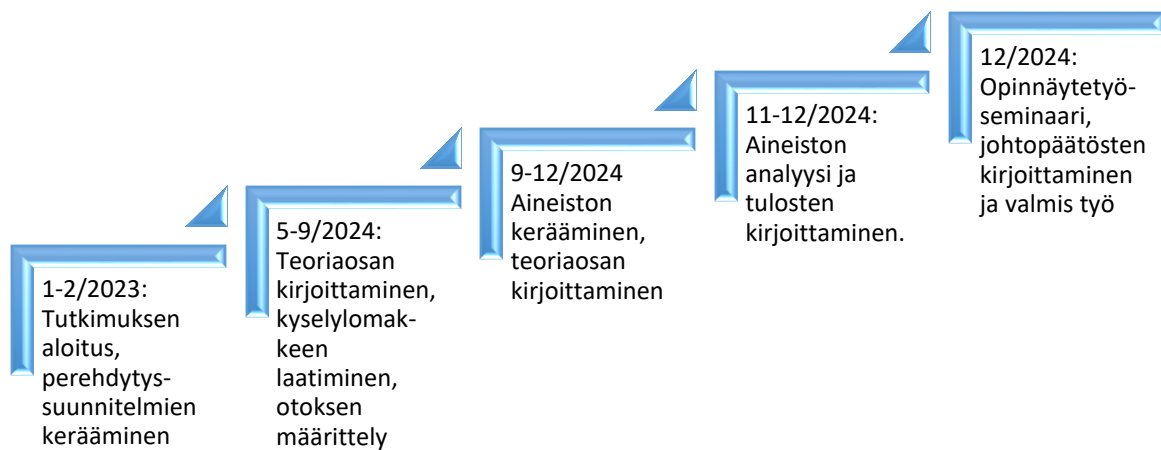 1-2/2023:
Tutkimuksen
aloitus,
perehdytys-
suunnitelmien
kerääminen
5-9/2024:
Teoriaosan
kirjoittaminen,
kyselylomak-
keen
laatiminen,
otoksen
määrittely
9-12/2024
Aineiston
kerääminen,
teoriaosan
kirjoittaminen
11-12/2024:
Aineiston
analyysi ja
tulosten
kirjoittaminen.
12/2024:
Opinnäytetyö-
seminaari,
johtopäätösten
kirjoittaminen
ja valmis työ